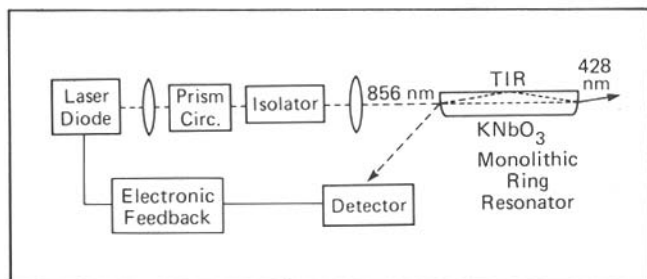 Laser
Diode
Prism
Circ.
Isolator
856 nm
TIR
428
nm
KNbO3
Monolithic
Ring
Resonator
Electronic
Feedback
Detector